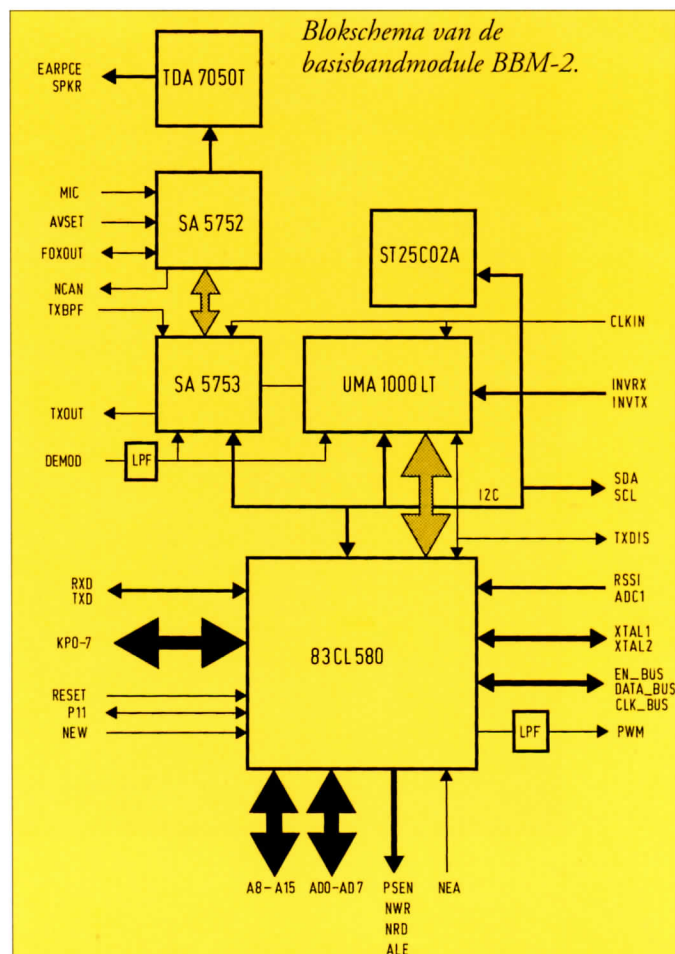 Blokschema van de
basisbandmodule BBM-2.
EARPCE
SPKR
TDA 7050T
MIC
AVSET
FOXOUT
NCAN
TXBPF
SA 5752
ST25C02A
CLKIN
SA 5753
UMA 1000 LT
INVRX
INVTX
TXOUT
DEMOD
LPF
I2C
SDA
SCL
TXDIS
RXD
TXD
RSSI
ADC1
KP0-7
83CL580
XTAL1
XTAL2
EN_BUS
DATA_BUS
CLK_BUS
RESET
P11
NEW
LPF
PWM
A8-A15
AD0-AD7
PSEN
NWR
NRD
ALE
NEA